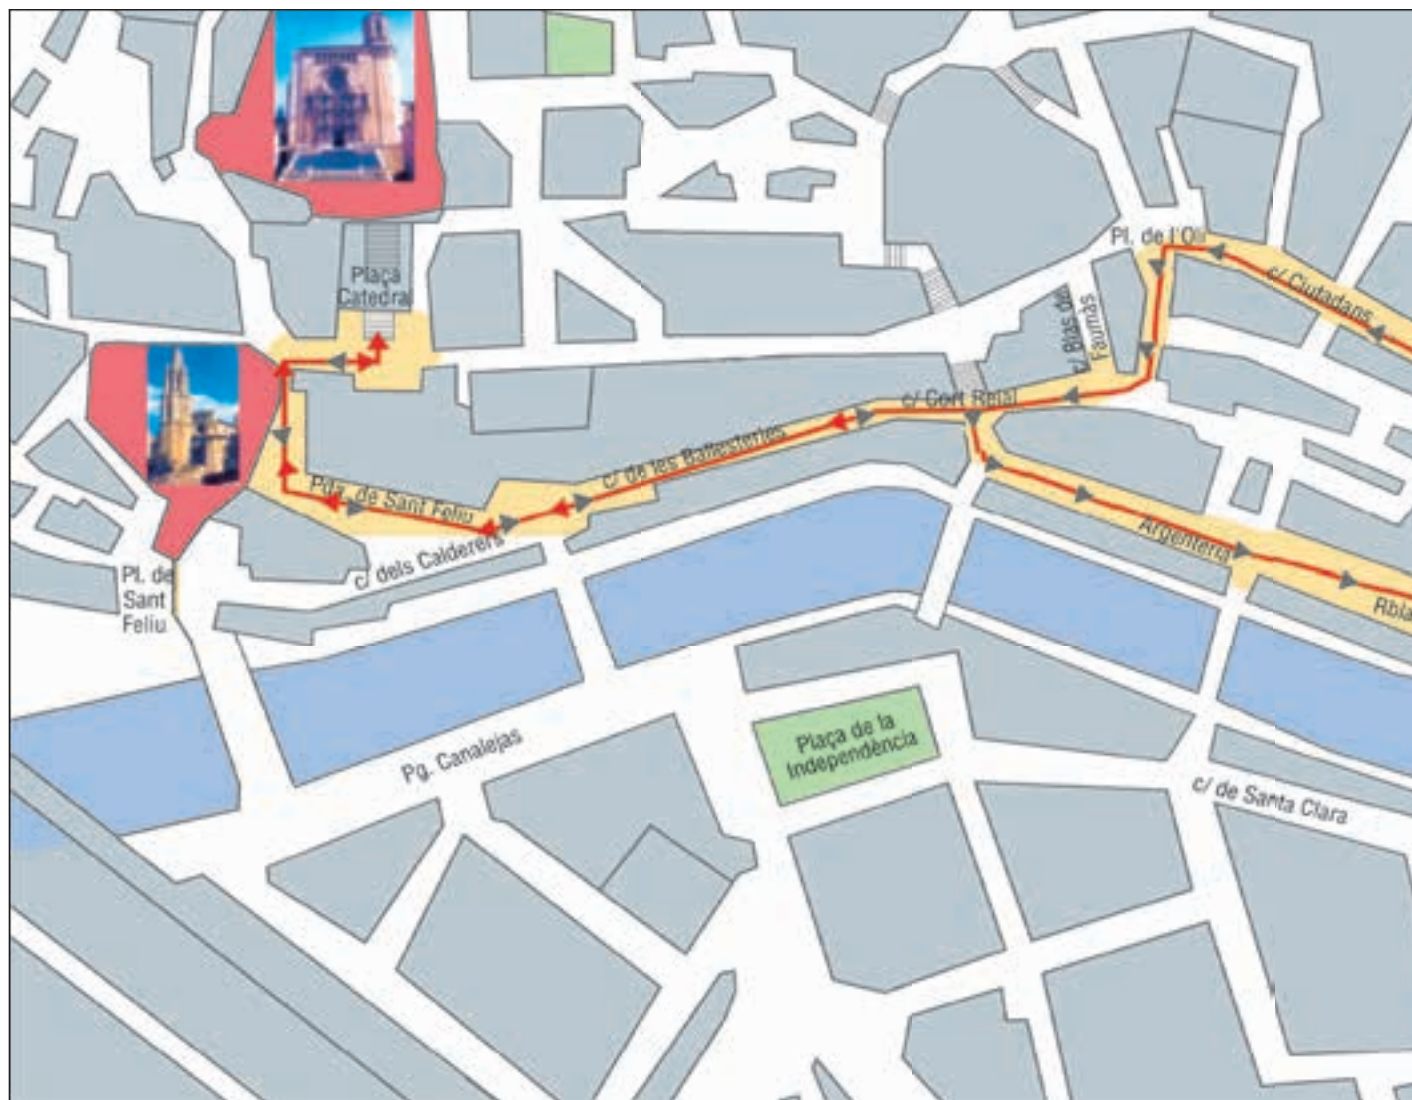 Pl. de l'Oli
c/ Ciutadans
Plaça
Catedral
c/ Blas de
Faumàs
c/ Cort Reial
c/ de les Ballesteries
Pda. de Sant Feliu
c/ dels Calderers
Argenteria
Rbla
Pl. de
Sant
Feliu
Plaça de la
Independència
Pg. Canalejas
c/ de Santa Clara